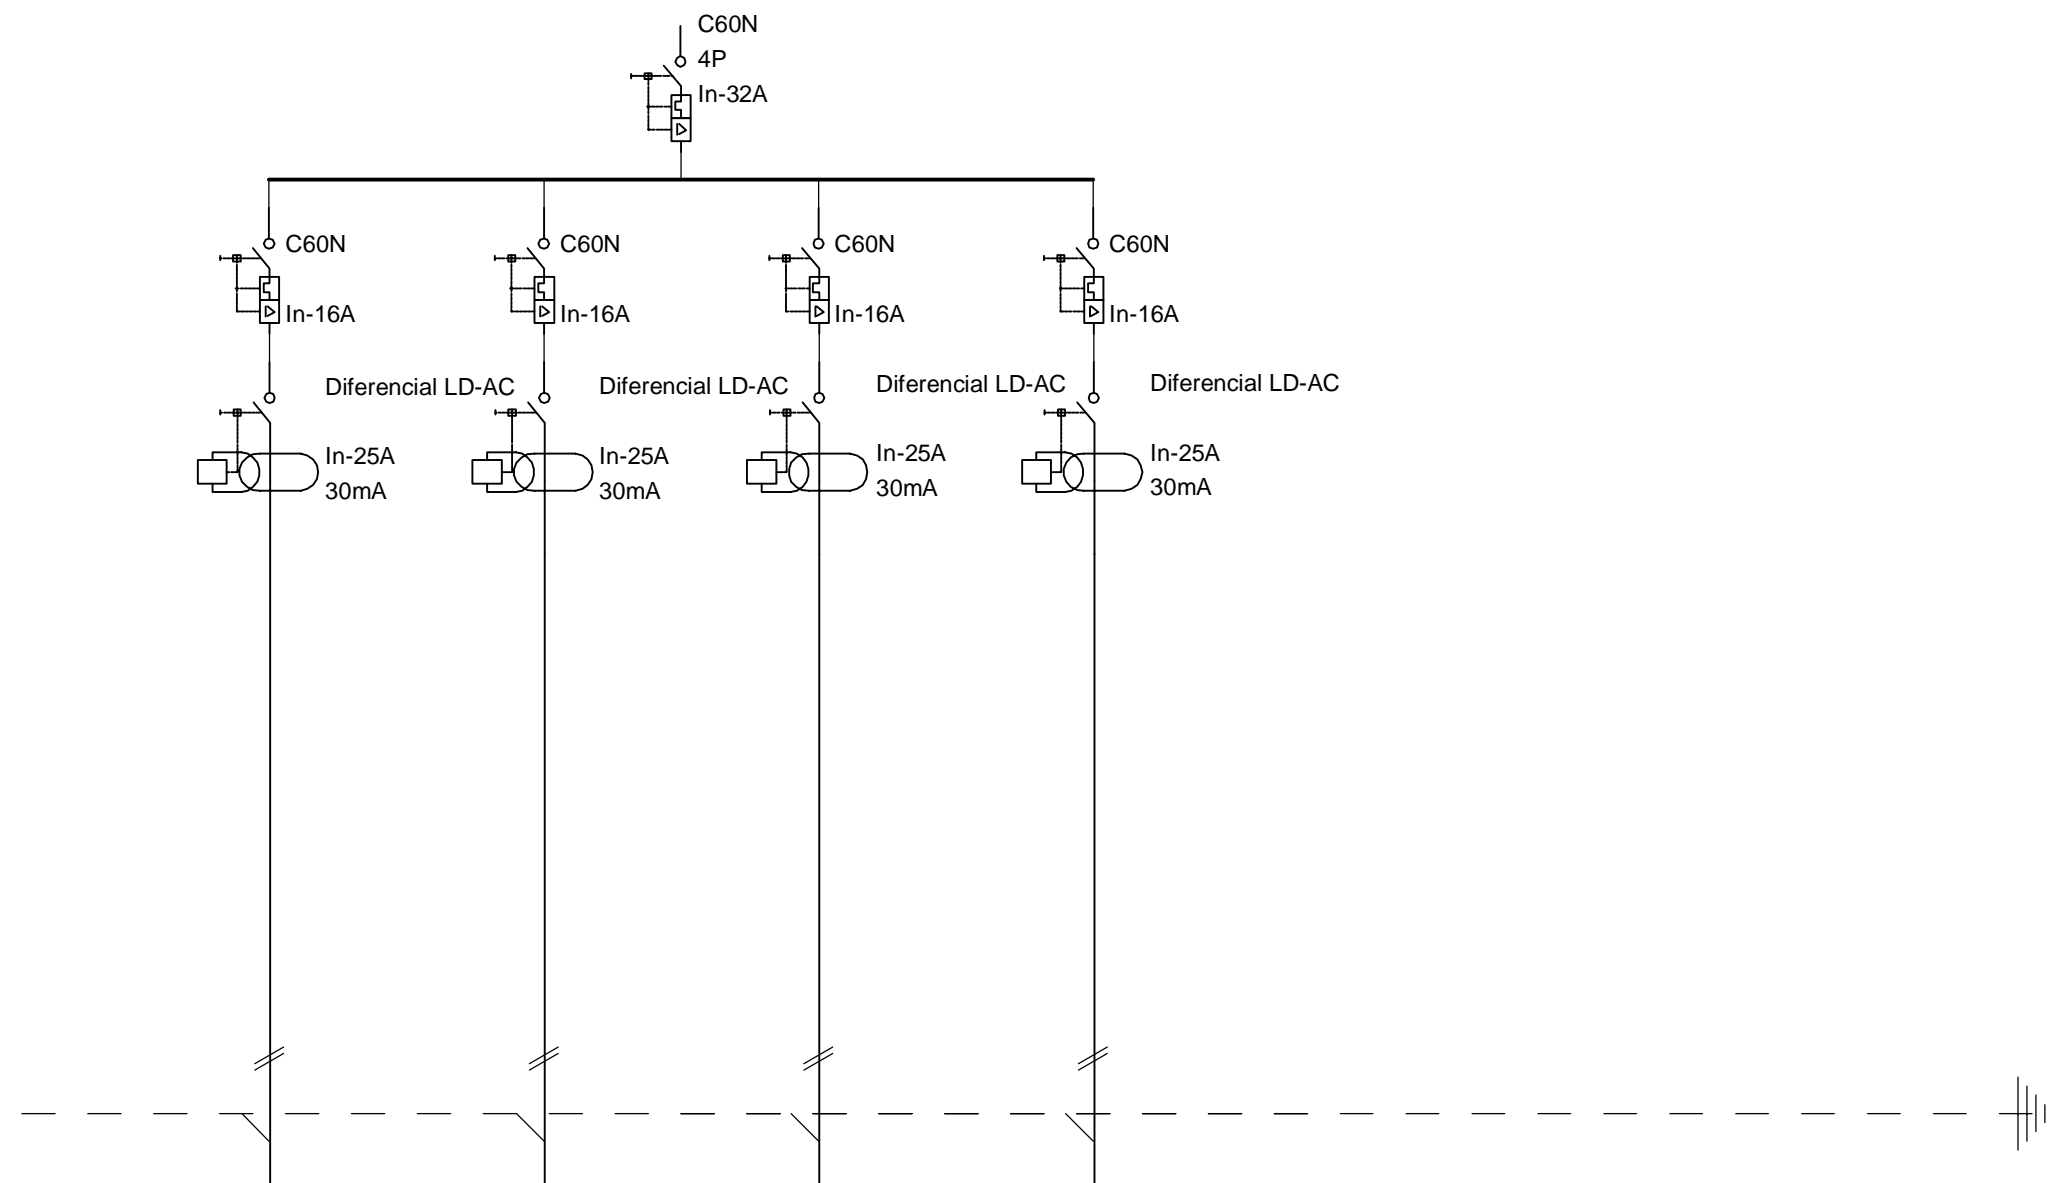 C60N
4P
In-32A
C60N
In-16A
C60N
In-16A
C60N
In-16A
C60N
In-16A
Diferencial LD-AC
In-25A
30mA
Diferencial LD-AC
In-25A
30mA
Diferencial LD-AC
In-25A
30mA
Diferencial LD-AC
In-25A
30mA